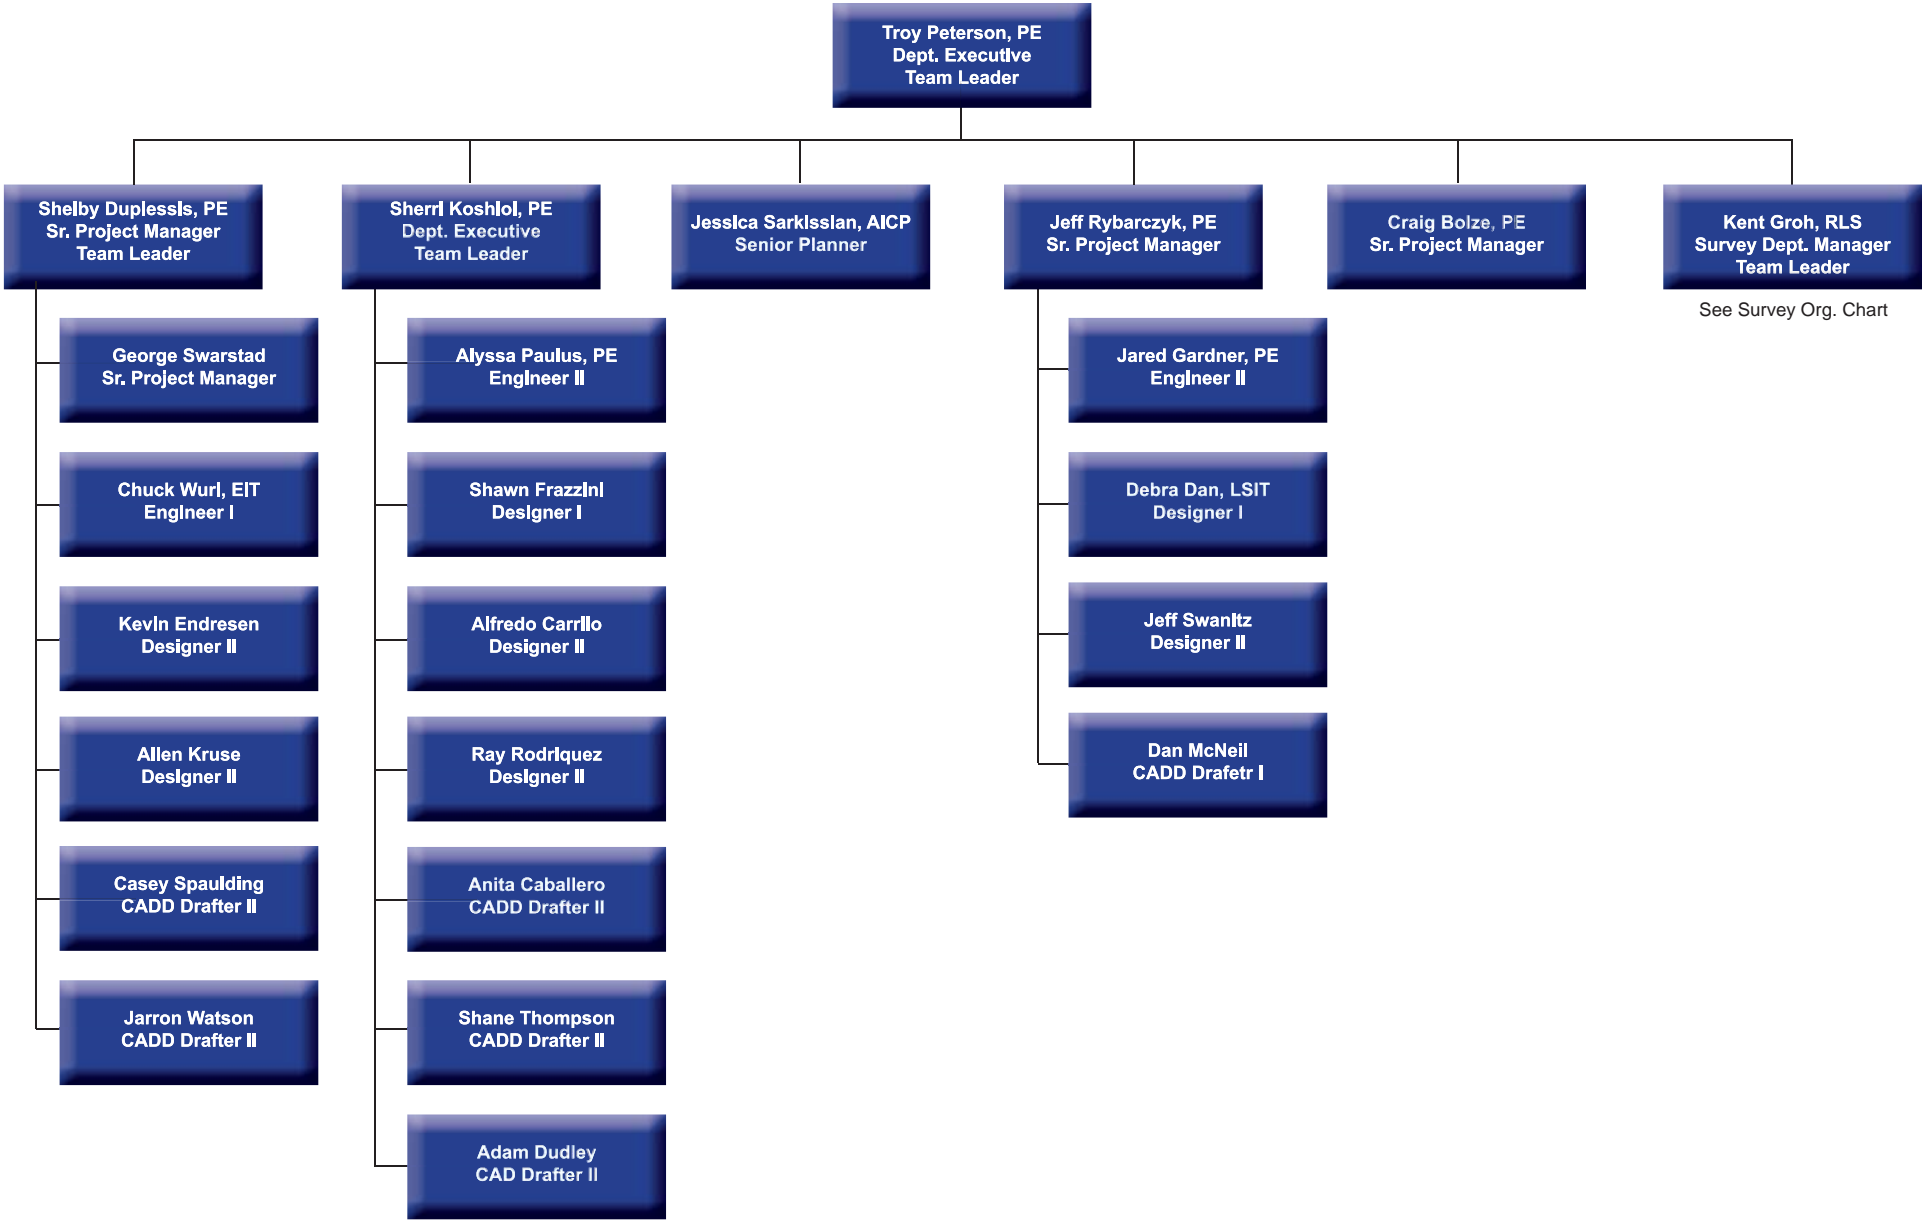 Troy Peterson, PE
Dept. Executive
Team Leader
Shelby Duplessis, PE
Sr. Project Manager
Team Leader
Sherri Koshiol, PE
Dept. Executive
Team Leader
Jessica Sarkissian, AICP
Senior Planner
Jeff Rybarczyk, PE
Sr. Project Manager
Craig Bolze, PE
Sr. Project Manager
Kent Groh, RLS
Survey Dept. Manager
Team Leader
See Survey Org. Chart
George Swarstad
Sr. Project Manager
Chuck Wurl, EIT
Engineer I
Kevin Endresen
Designer II
Allen Kruse
Designer II
Casey Spaulding
CADD Drafter II
Jarron Watson
CADD Drafter II
Alyssa Paulus, PE
Engineer II
Shawn Frazzini
Designer I
Alfredo Carrilo
Designer II
Ray Rodriquez
Designer II
Anita Caballero
CADD Drafter II
Shane Thompson
CADD Drafter II
Adam Dudley
CAD Drafter II
Jared Gardner, PE
Engineer II
Debra Dan, LSIT
Designer I
Jeff Swanitz
Designer II
Dan McNeil
CADD Drafetr I